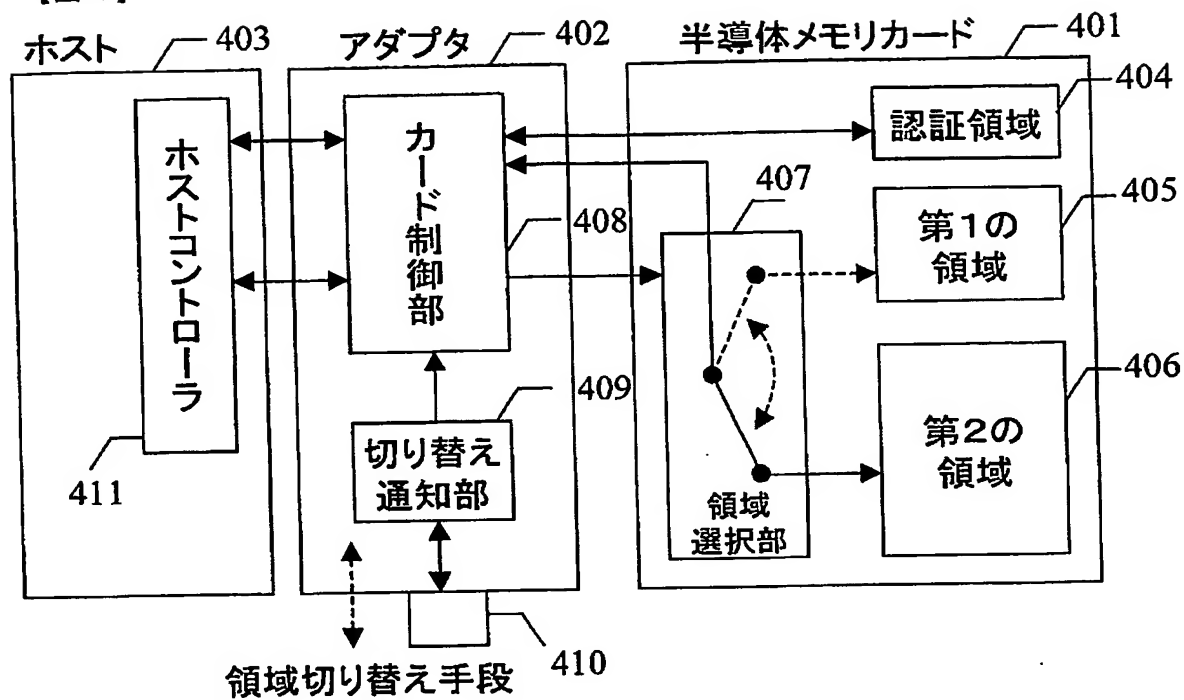 ホスト
403
アダプタ
402
半導体メモリカード
401
ホストコントローラ
411
カード制御部
408
切り替え
通知部
409
410
領域切り替え手段
認証領域
404
407
第1の
領域
405
第2の
領域
406
領域
選択部